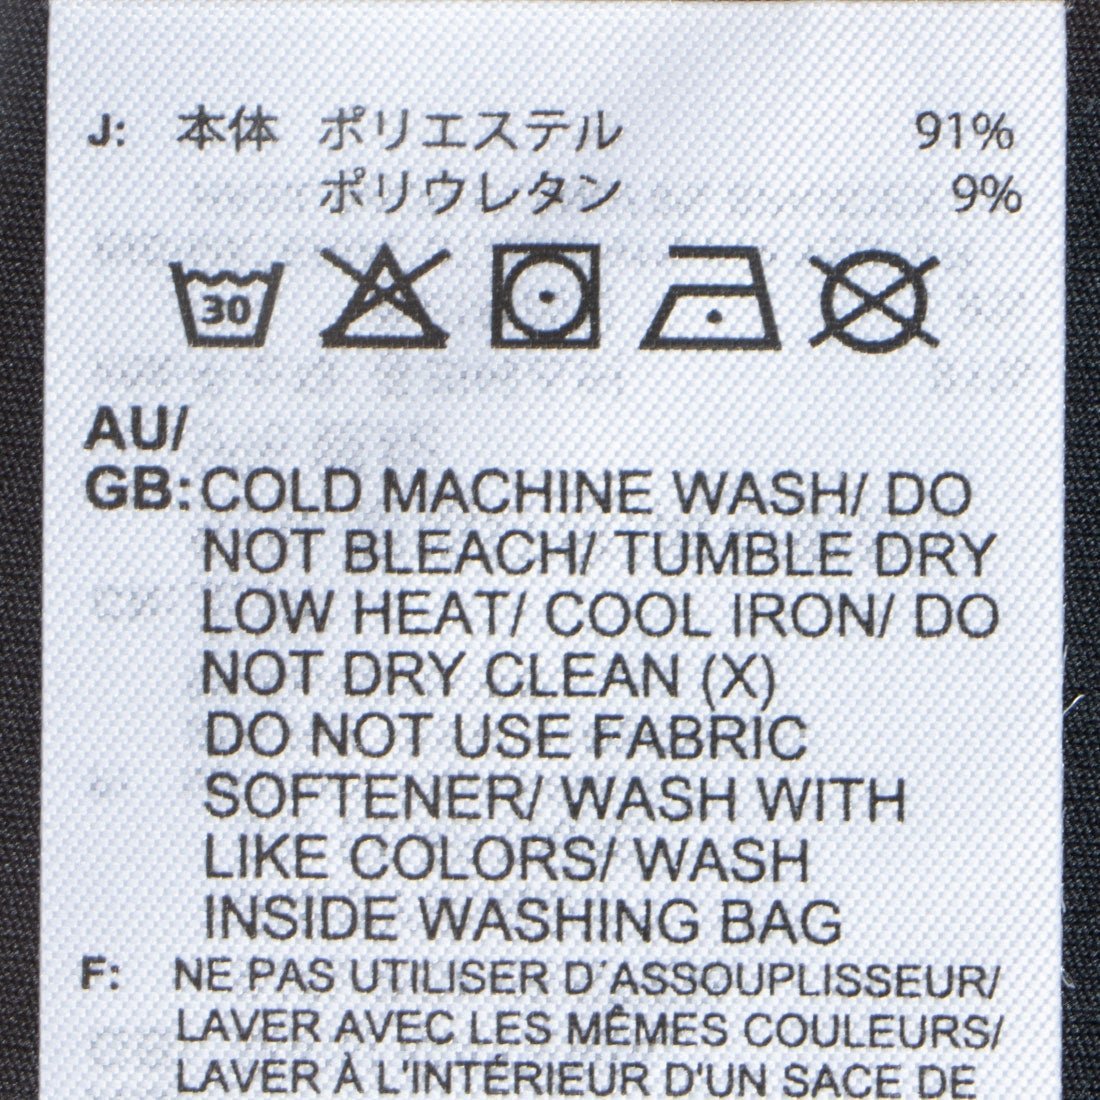 J: 本体 ポリエステル 91%
ポリウレタン 9%
30
AU/
GB: COLD MACHINE WASH/ DO
NOT BLEACH/ TUMBLE DRY
LOW HEAT/ COOL IRON/ DO
NOT DRY CLEAN (X)
DO NOT USE FABRIC
SOFTENER/ WASH WITH
LIKE COLORS/ WASH
INSIDE WASHING BAG
F: NE PAS UTILISER D´ASSOUPLISSEUR/
LAVER AVEC LES MÊMES COULEURS/
LAVER À L'INTÉRIEUR D'UN SACE DE